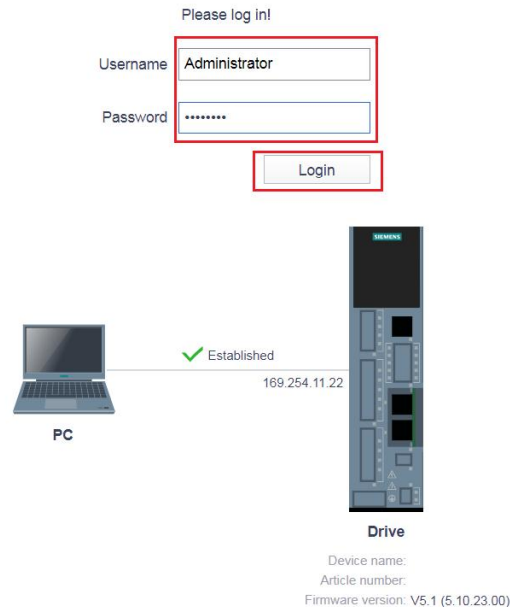 Please log in!
Username Administrator
Password ••••••••
Login
SIEMENS
Established
169.254.11.22
PC
Drive
Device name:
Article number:
Firmware version: V5.1 (5.10.23.00)